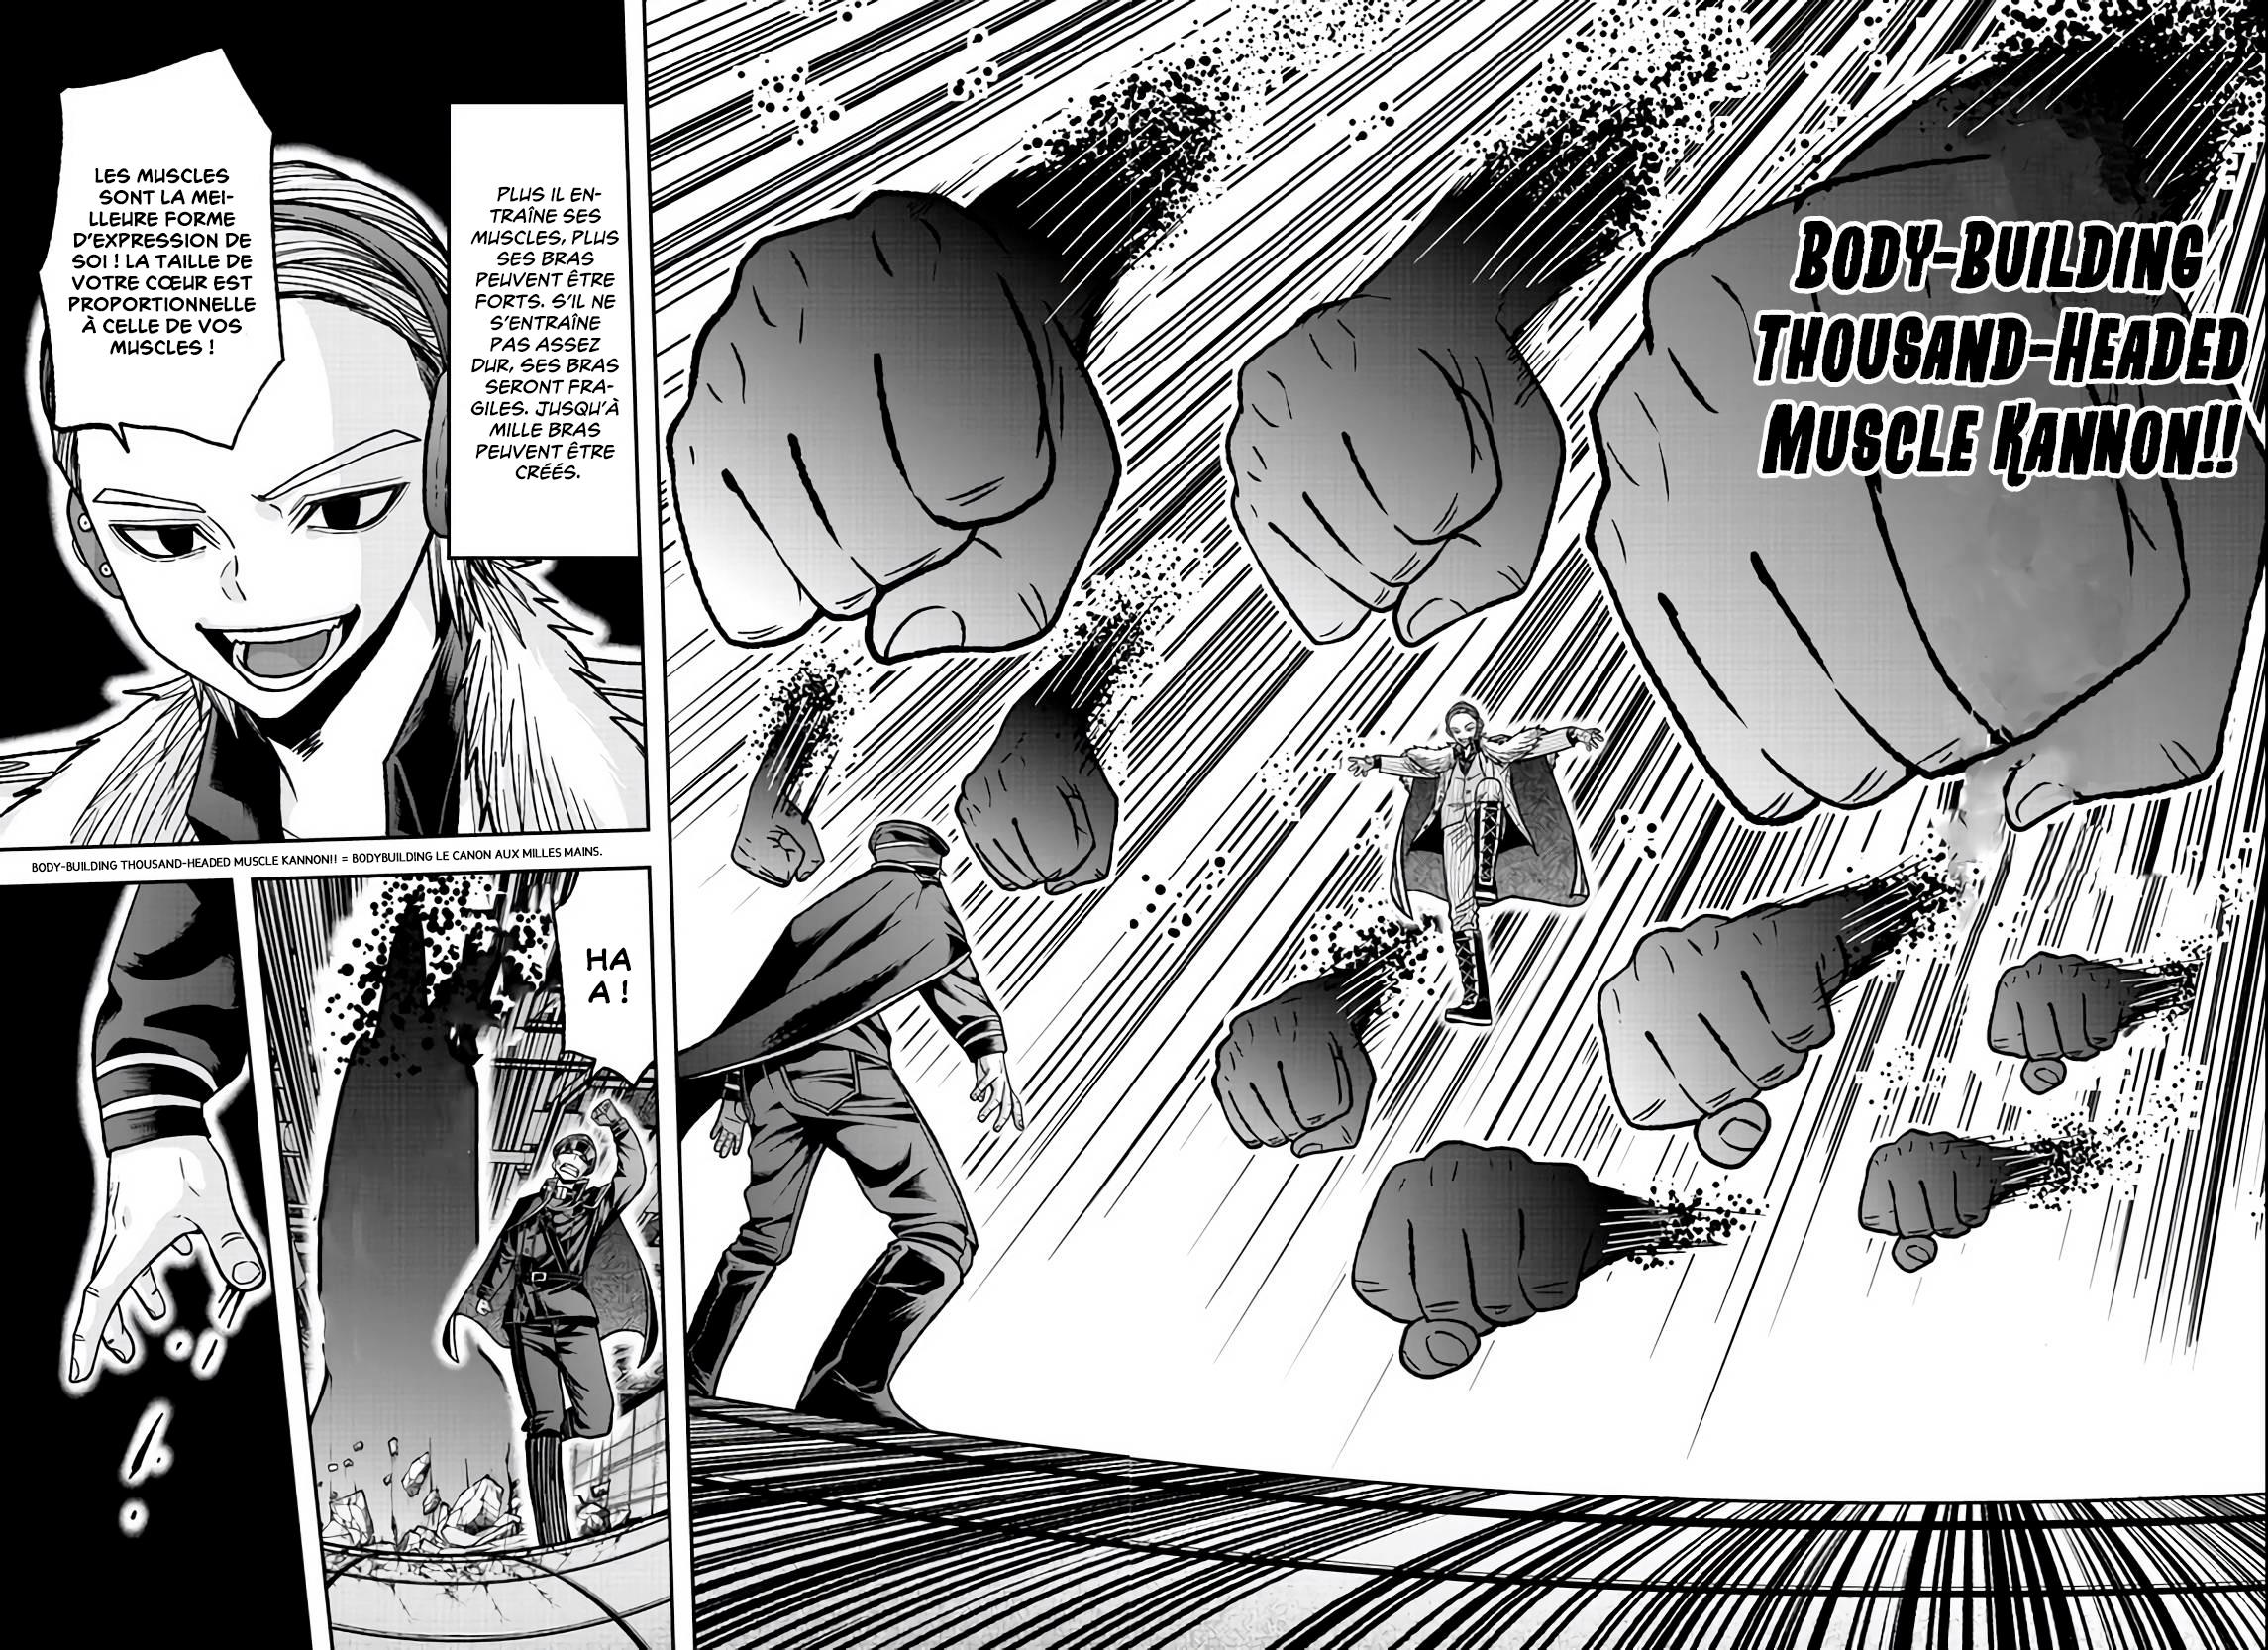 BODY-BUILDING
THOUSAND-HEADED
MUSCLE KANNON!!
PLUS IL EN-
TRAÎNE SES
MUSCLES, PLUS
SES BRAS
PEUVENT ÊTRE
FORTS. S'IL NE
S'ENTRAÎNE
PAS ASSEZ
DUR, SES BRAS
SERONT FRA-
GILES. JUSQU'À
MILLE BRAS
PEUVENT ÊTRE
CRÉÉS.
LES MUSCLES
SONT LA MEI-
LLEURE FORME
D'EXPRESSION DE
SOI ! LA TAILLE DE
VOTRE CŒUR EST
PROPORTIONNELLE
À CELLE DE VOS
MUSCLES !
BODY-BUILDING THOUSAND-HEADED MUSCLE KANNON!! = BODYBUILDING LE CANON AUX MILLES MAINS.
HA
A !